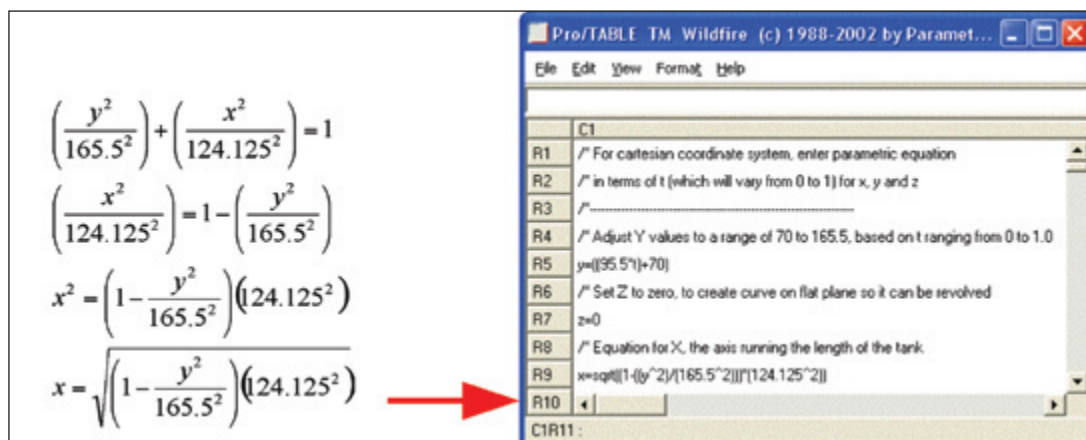 (y²/165.5²) + (x²/124.125²) = 1
(x²/124.125²) = 1 − (y²/165.5²)
x² = (1 − y²/165.5²)(124.125²)
x = √((1 − y²/165.5²)(124.125²))
Pro/TABLE TM Wildfire (c) 1988-2002 by Paramet...
File Edit View Format Help
C1
R1 /* For cartesian coordinate system, enter parametric equation
R2 /* in terms of t (which will vary from 0 to 1) for x, y and z
R3 /*-------------------------------------------------------------------
R4 /* Adjust Y values to a range of 70 to 165.5, based on t ranging from 0 to 1.0
R5 y=((95.5*t)+70)
R6 /* Set Z to zero, to create curve on flat plane so it can be revolved
R7 z=0
R8 /* Equation for X, the axis running the length of the tank
R9 x=sqrt((1-((y^2)/(165.5^2)))*(124.125^2))
R10
C1R11 :